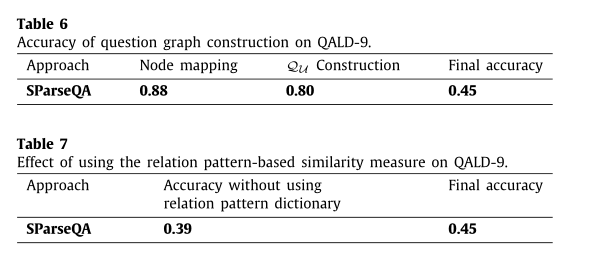 Table 6
Accuracy of question graph construction on QALD-9.
Approach Node mapping 𝒬𝒰 Construction Final accuracy
SParseQA 0.88 0.80 0.45
Table 7
Effect of using the relation pattern-based similarity measure on QALD-9.
Approach Accuracy without using Final accuracy
relation pattern dictionary
SParseQA 0.39 0.45